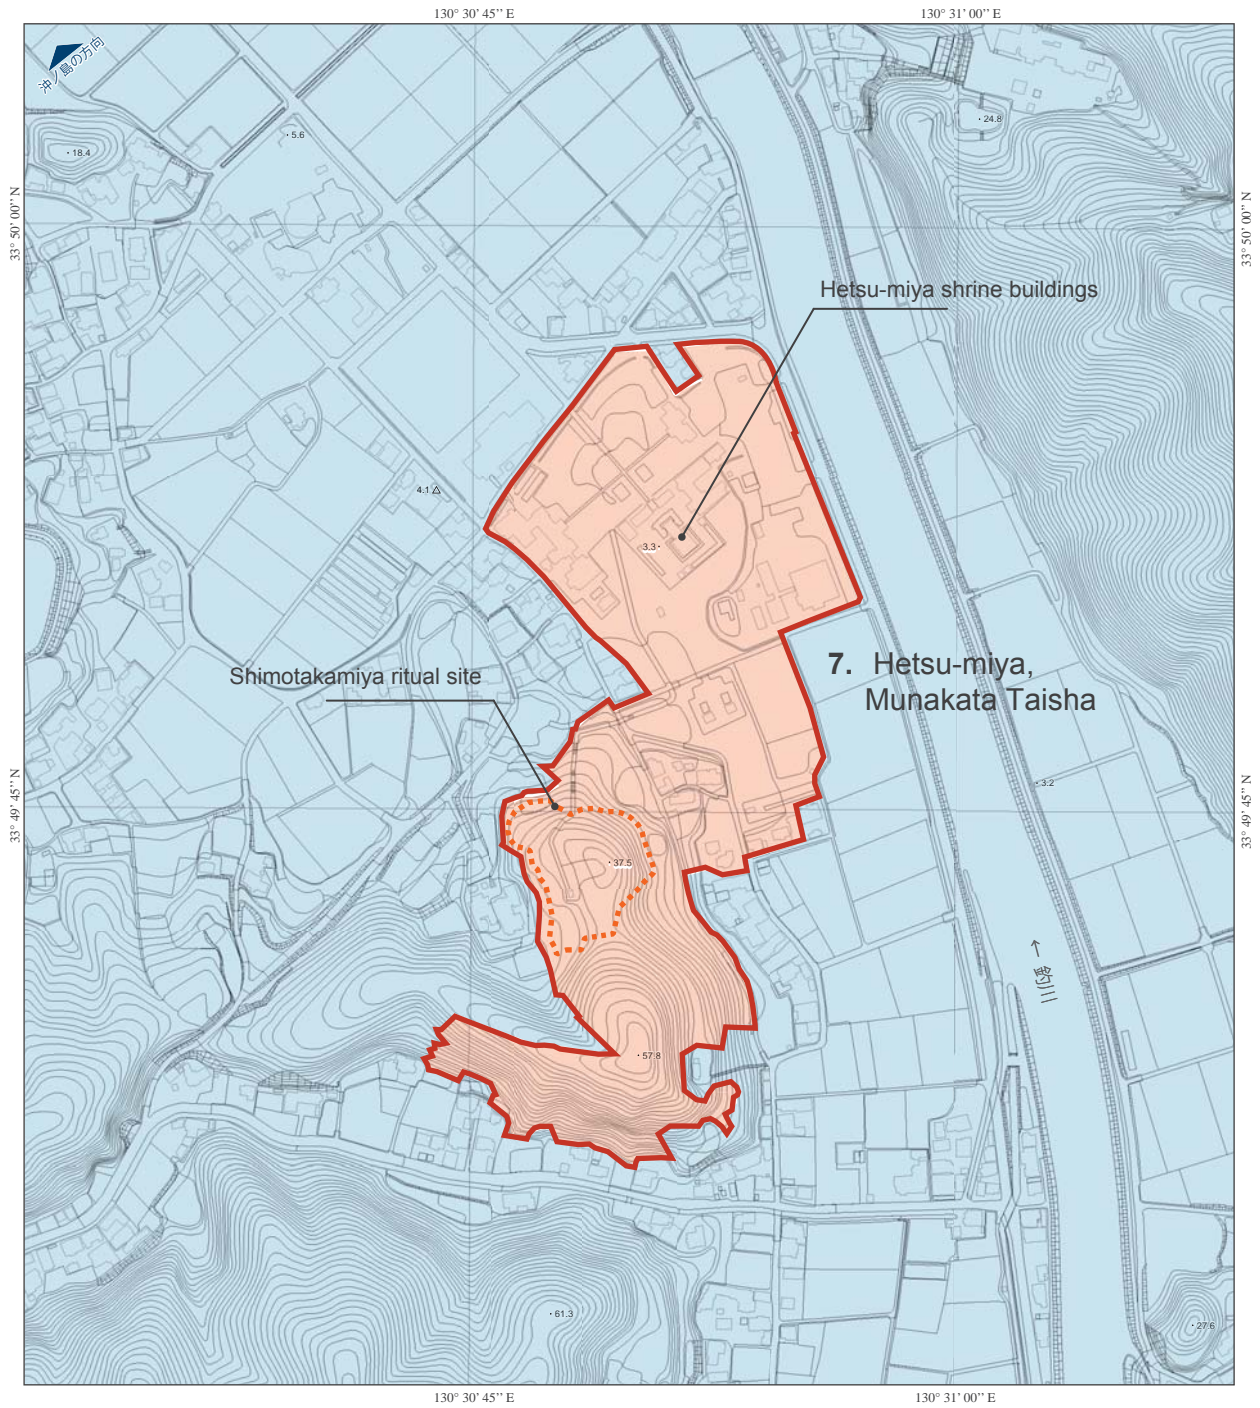 130° 30' 45'' E
130° 31' 00'' E
沖ノ島の方向
24.8
5.6
18.4
33° 50' 00'' N
33° 50' 00'' N
Hetsu-miya shrine buildings
4.1
3.3
7. Hetsu-miya,
Munakata Taisha
Shimotakamiya ritual site
33° 49' 45'' N
3.2
33° 49' 45'' N
37.5
← 釣川
57.8
61.3
27.6
130° 30' 45'' E
130° 31' 00'' E